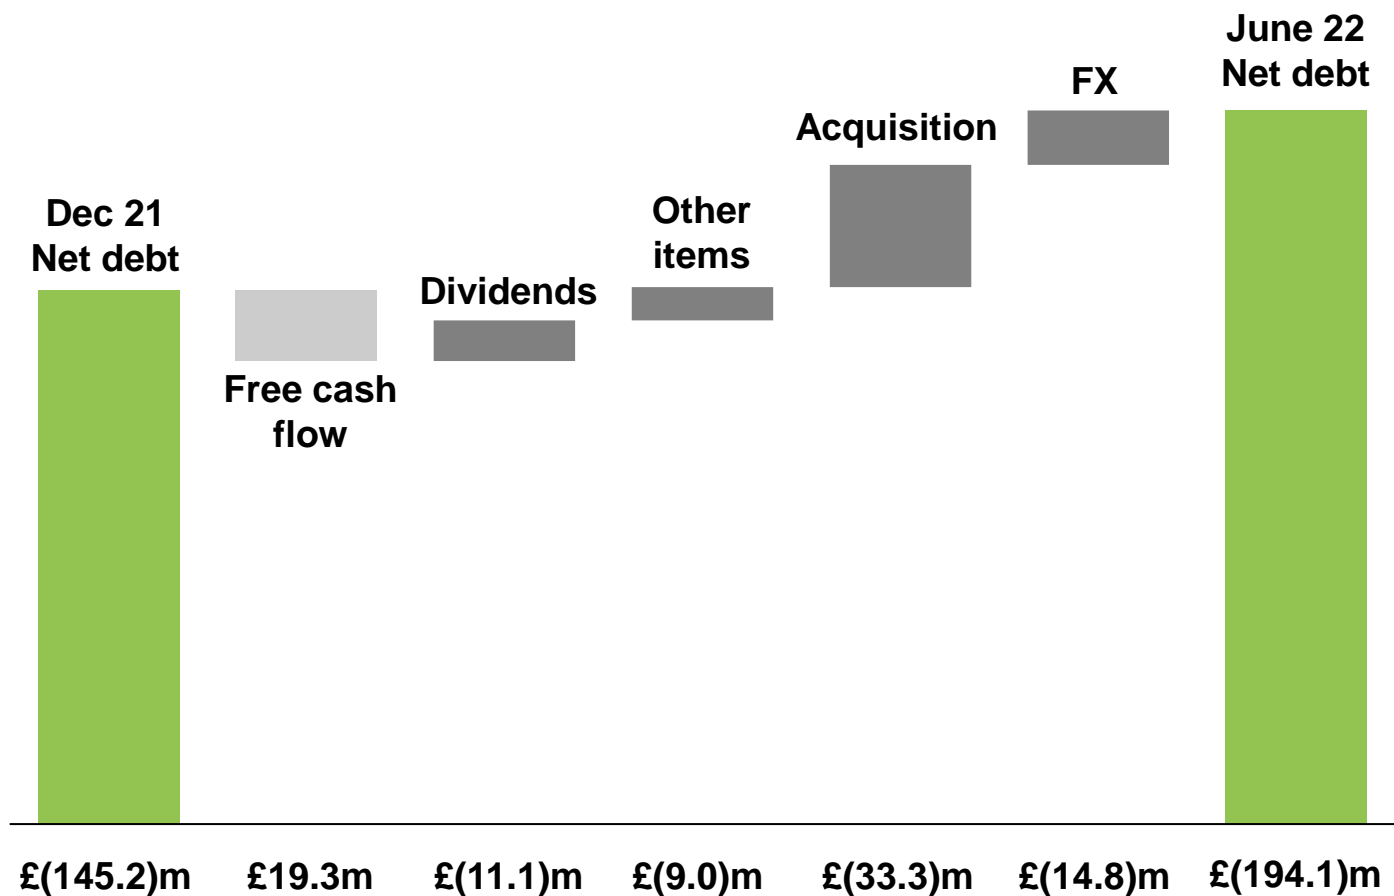 Dec 21
Net debt
Free cash
flow
Dividends
Other
items
Acquisition
FX
June 22
Net debt
£(145.2)m
£19.3m
£(11.1)m
£(9.0)m
£(33.3)m
£(14.8)m
£(194.1)m